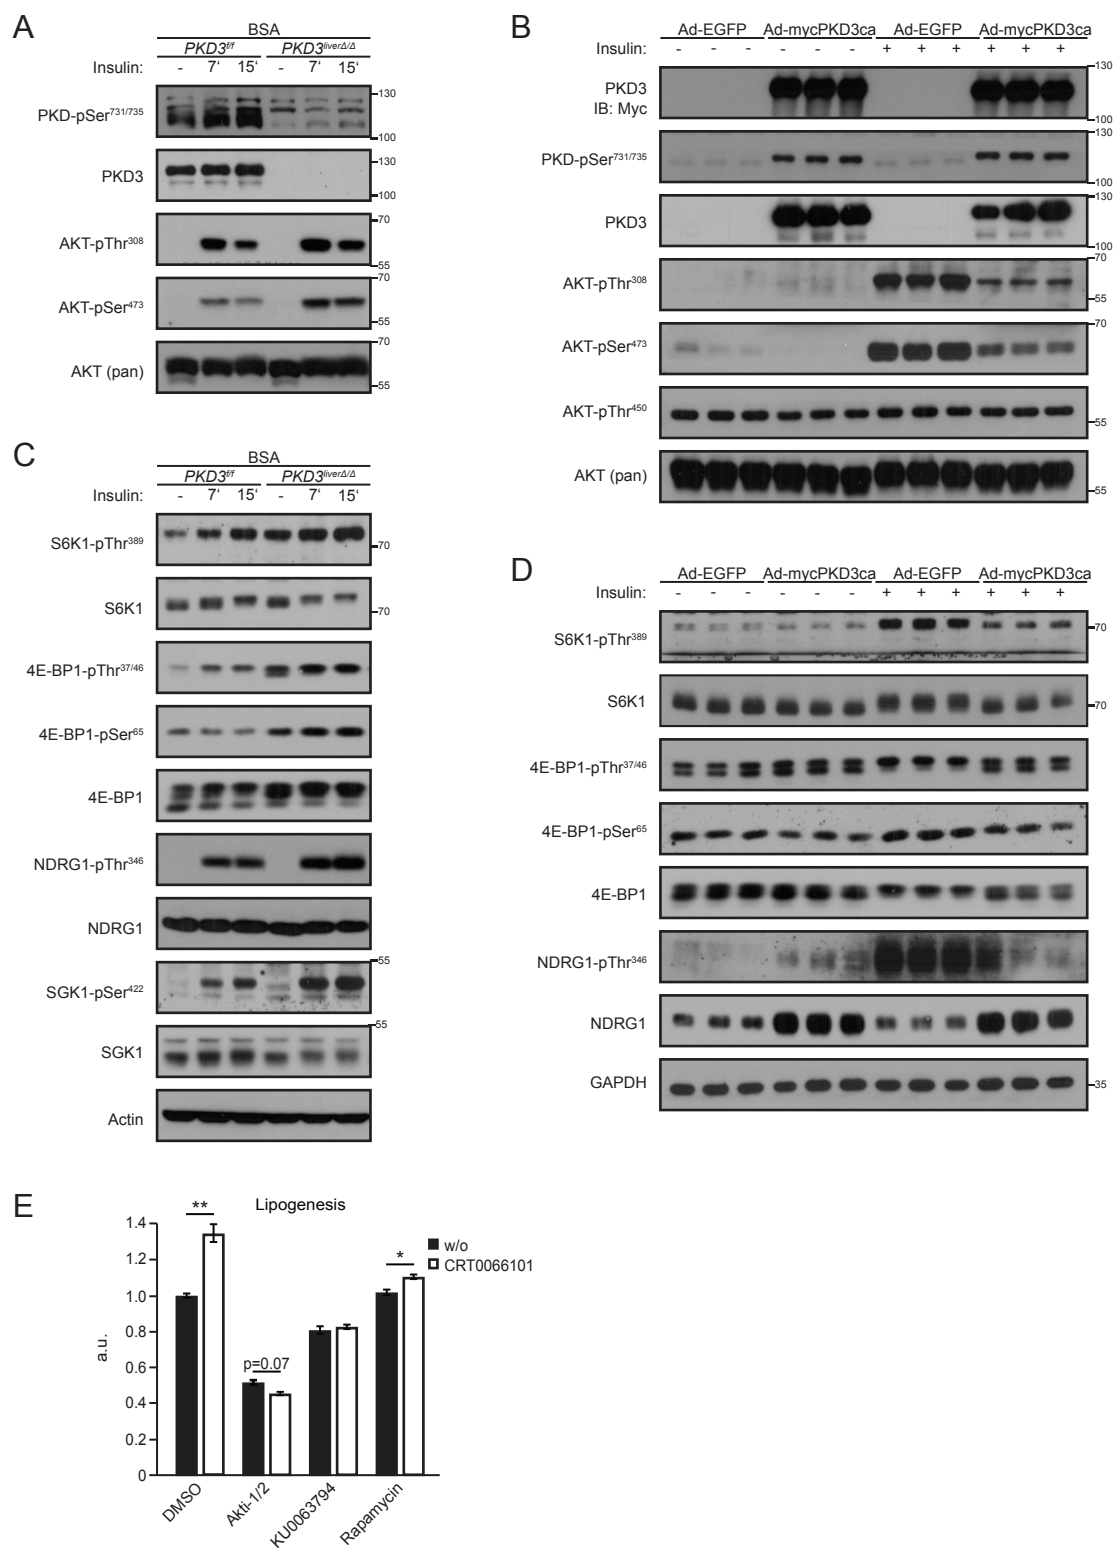 A
BSA
PKD3f/f PKD3liverΔ/Δ
Insulin: - 7‘ 15‘ - 7‘ 15‘
PKD-pSer731/735
130
100
PKD3
130
100
AKT-pThr308
70
55
AKT-pSer473
70
55
AKT (pan)
70
55
B
Ad-EGFP Ad-mycPKD3ca Ad-EGFP Ad-mycPKD3ca
Insulin: - - - - - - + + + + + +
PKD3
IB: Myc
130
100
PKD-pSer731/735
130
100
PKD3
130
100
AKT-pThr308
70
55
AKT-pSer473
70
55
AKT-pThr450
55
AKT (pan)
55
C
BSA
PKD3f/f PKD3liverΔ/Δ
Insulin: - 7‘ 15‘ - 7‘ 15‘
S6K1-pThr389
70
S6K1
70
4E-BP1-pThr37/46
4E-BP1-pSer65
4E-BP1
NDRG1-pThr346
NDRG1
SGK1-pSer422
55
SGK1
55
Actin
D
Ad-EGFP Ad-mycPKD3ca Ad-EGFP Ad-mycPKD3ca
Insulin: - - - - - - + + + + + +
S6K1-pThr389
70
S6K1
70
4E-BP1-pThr37/46
4E-BP1-pSer65
4E-BP1
NDRG1-pThr346
NDRG1
GAPDH
35
E
Lipogenesis
a.u.
1.4
1.2
1.0
0.8
0.6
0.4
0.2
0
**
p=0.07
*
w/o
CRT0066101
DMSO
Akti-1/2
KU0063794
Rapamycin